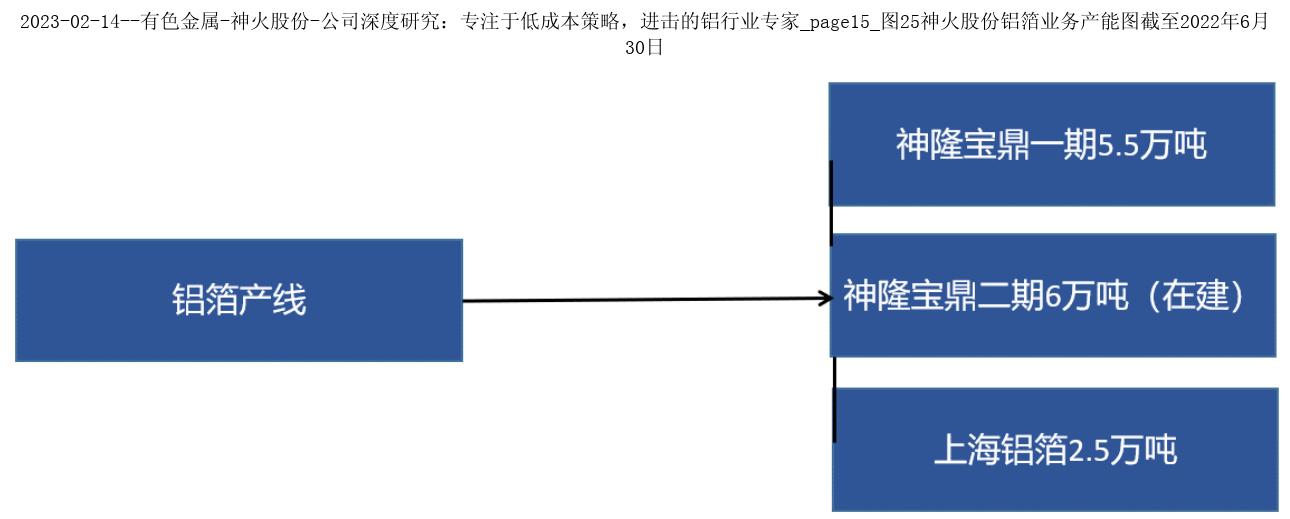 2023-02-14--有色金属-神火股份-公司深度研究：专注于低成本策略，进击的铝行业专家_page15_图25神火股份铝箔业务产能图截至2022年6月
30日
神隆宝鼎一期5.5万吨
铝箔产线
神隆宝鼎二期6万吨（在建）
上海铝箔2.5万吨